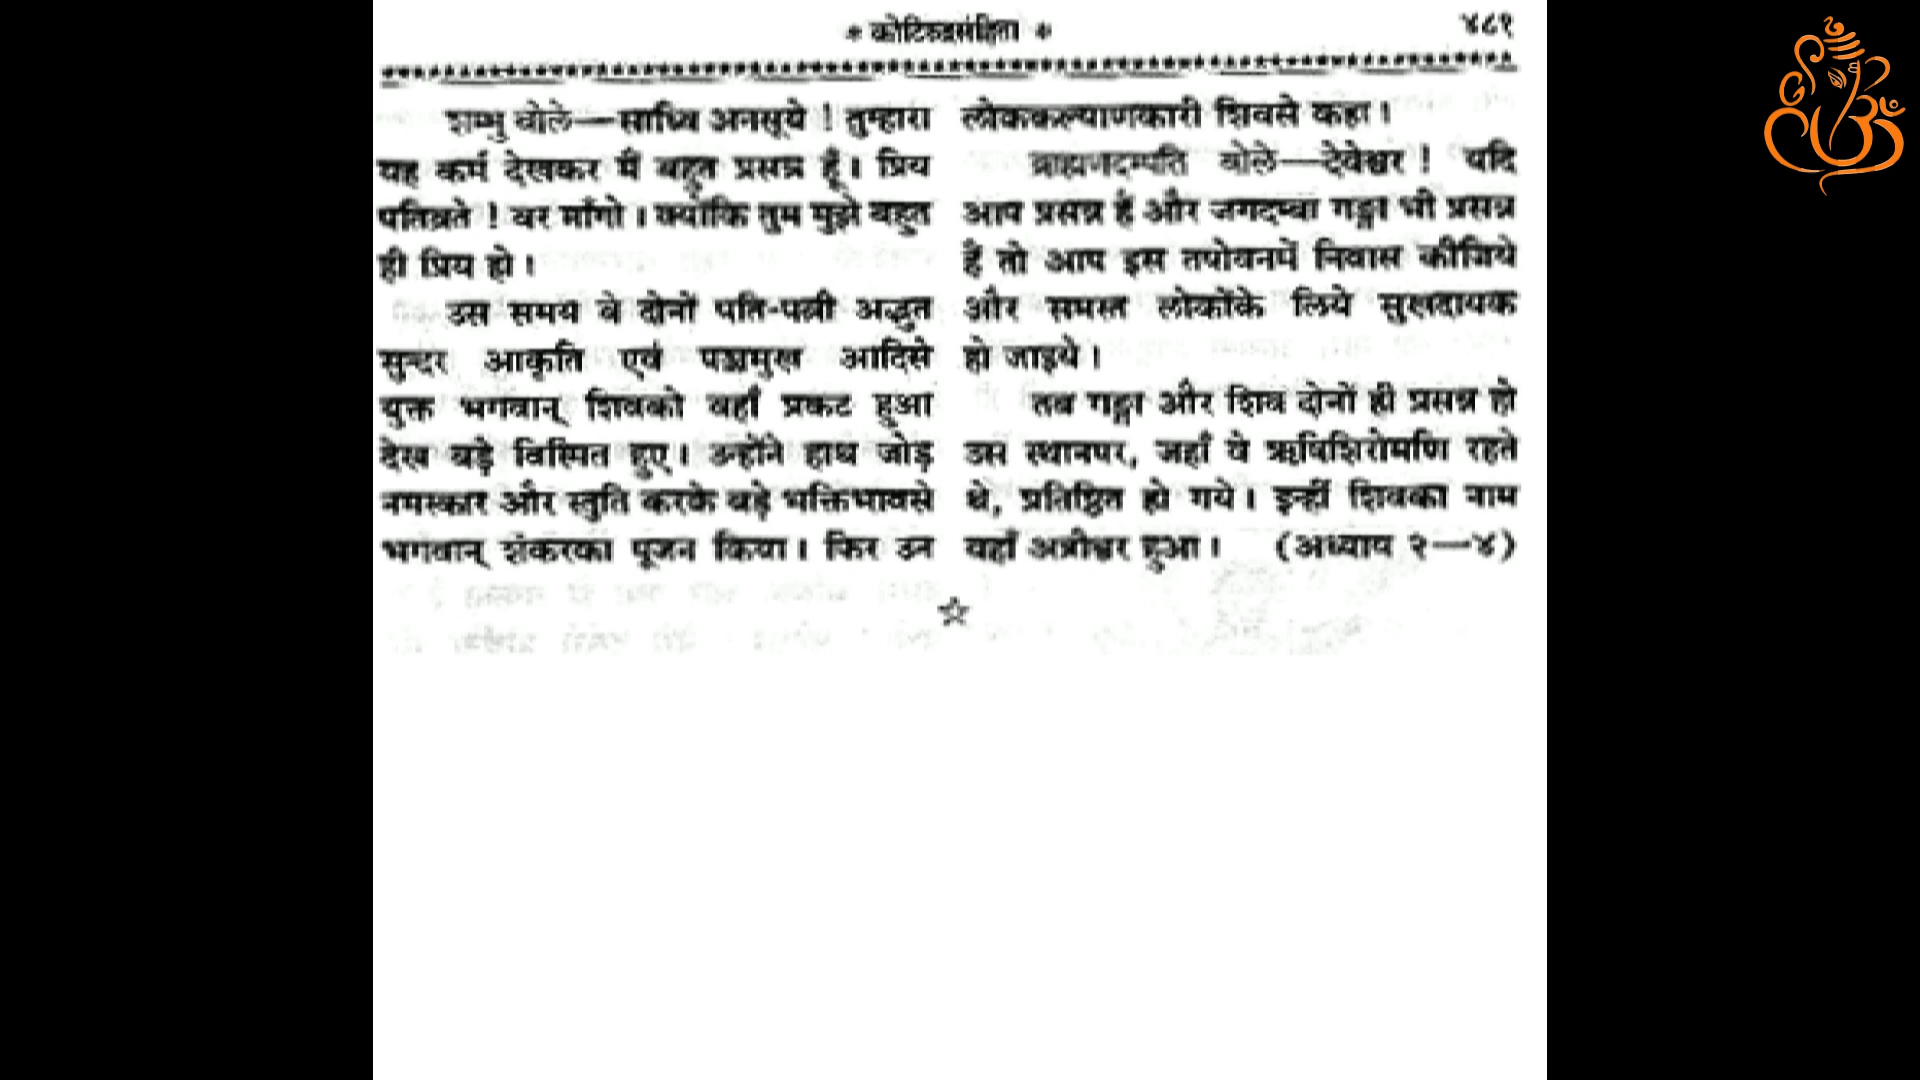 * कोटिरुद्रसंहिता *
४८१
शम्भु बोले—साध्वि अनसूये ! तुम्हारा
यह कर्म देखकर मैं बहुत प्रसन्न हूँ। प्रिय
पतिव्रते ! वर माँगो। क्योंकि तुम मुझे बहुत
ही प्रिय हो।
उस समय वे दोनों पति-पत्नी अद्भुत
सुन्दर आकृति एवं पञ्चमुख आदिसे
युक्त भगवान् शिवको वहाँ प्रकट हुआ
देख बड़े विस्मित हुए। उन्होंने हाथ जोड़
नमस्कार और स्तुति करके बड़े भक्तिभावसे
भगवान् शंकरका पूजन किया। फिर उन
लोककल्याणकारी शिवसे कहा।
ब्राह्मणदम्पति बोले—देवेश्वर ! यदि
आप प्रसन्न हैं और जगदम्बा गङ्गा भी प्रसन्न
हैं तो आप इस तपोवनमें निवास कीजिये
और समस्त लोकोंके लिये सुखदायक
हो जाइये।
तब गङ्गा और शिव दोनों ही प्रसन्न हो
उस स्थानपर, जहाँ वे ऋषिशिरोमणि रहते
थे, प्रतिष्ठित हो गये। इन्हीं शिवका नाम
वहाँ अत्रीश्वर हुआ। (अध्याय २—४)